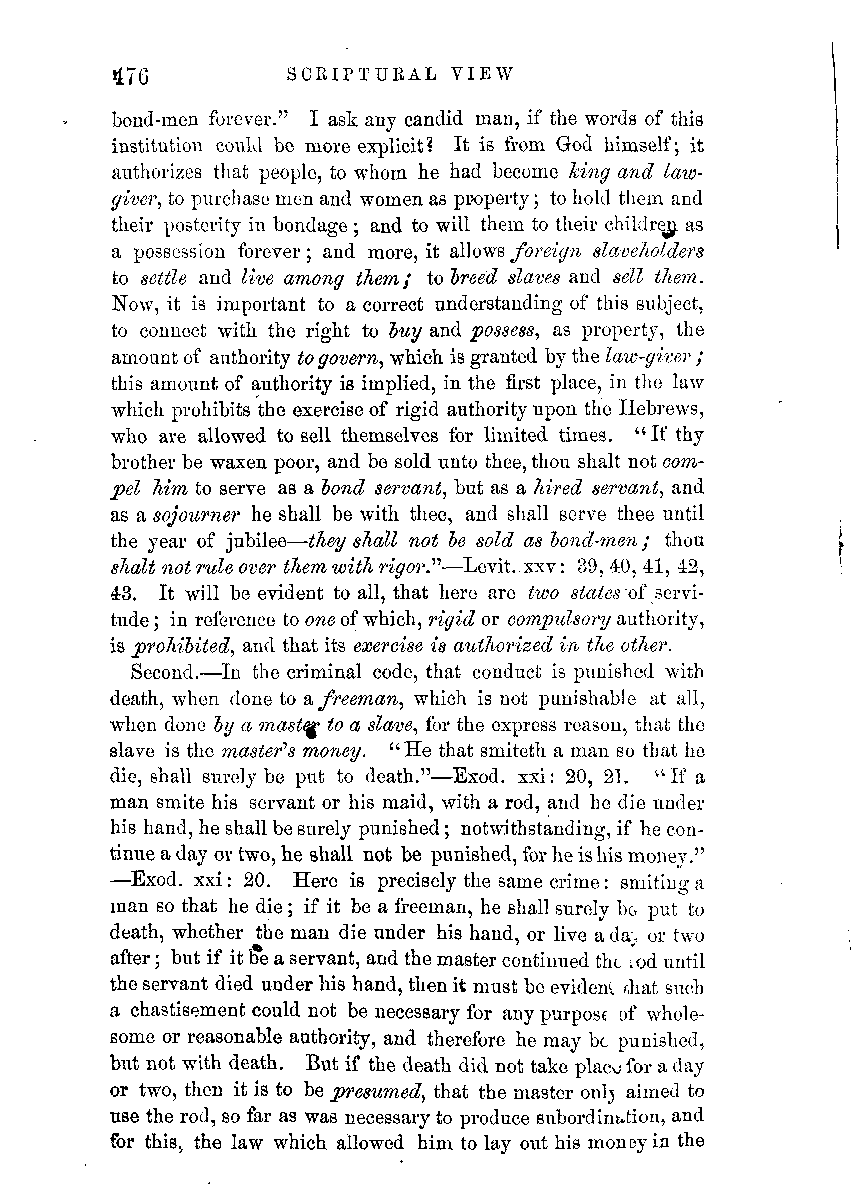 476 SCRIPTURAL VIEW
bond-men forever." I ask any candid man, if the words of this
institution could be more explicit? It is from God himself; it
authorizes that people, to whom he had become king and law-
giver, to purchase men and women as property; to hold them and
their posterity in bondage; and to will them to their children as
a possession forever; and more, it allows foreign slaveholders
to settle and live among them; to breed slaves and sell them.
Now, it is important to a correct understanding of this subject,
to connect with the right to buy and possess, as property, the
amount of authority to govern, which is granted by the law-giver;
this amount of authority is implied, in the first place, in the law
which prohibits the exercise of rigid authority upon the Hebrews,
who are allowed to sell themselves for limited times. "If thy
brother be waxen poor, and be sold unto thee, thou shalt not com-
pel him to serve as a bond servant, but as a hired servant, and
as a sojourner he shall be with thee, and shall serve thee until
the year of jubilee—they shall not be sold as bond-men; thou
shalt not rule over them with rigor."—Levit. xxv: 39, 40, 41, 42,
43. It will be evident to all, that here are two states of servi-
tude; in reference to one of which, rigid or compulsory authority,
is prohibited, and that its exercise is authorized in the other.
Second.—In the criminal code, that conduct is punished with
death, when done to a freeman, which is not punishable at all,
when done by a master to a slave, for the express reason, that the
slave is the master's money. "He that smiteth a man so that he
die, shall surely be put to death."—Exod. xxi: 20, 21. "If a
man smite his servant or his maid, with a rod, and he die under
his hand, he shall be surely punished; notwithstanding, if he con-
tinue a day or two, he shall not be punished, for he is his money."
—Exod. xxi: 20. Here is precisely the same crime: smiting a
man so that he die; if it be a freeman, he shall surely be put to
death, whether the man die under his hand, or live a day or two
after; but if it be a servant, and the master continued the rod until
the servant died under his hand, then it must be evident that such
a chastisement could not be necessary for any purpose of whole-
some or reasonable authority, and therefore he may be punished,
but not with death. But if the death did not take place for a day
or two, then it is to be presumed, that the master only aimed to
use the rod, so far as was necessary to produce subordination, and
for this, the law which allowed him to lay out his money in the